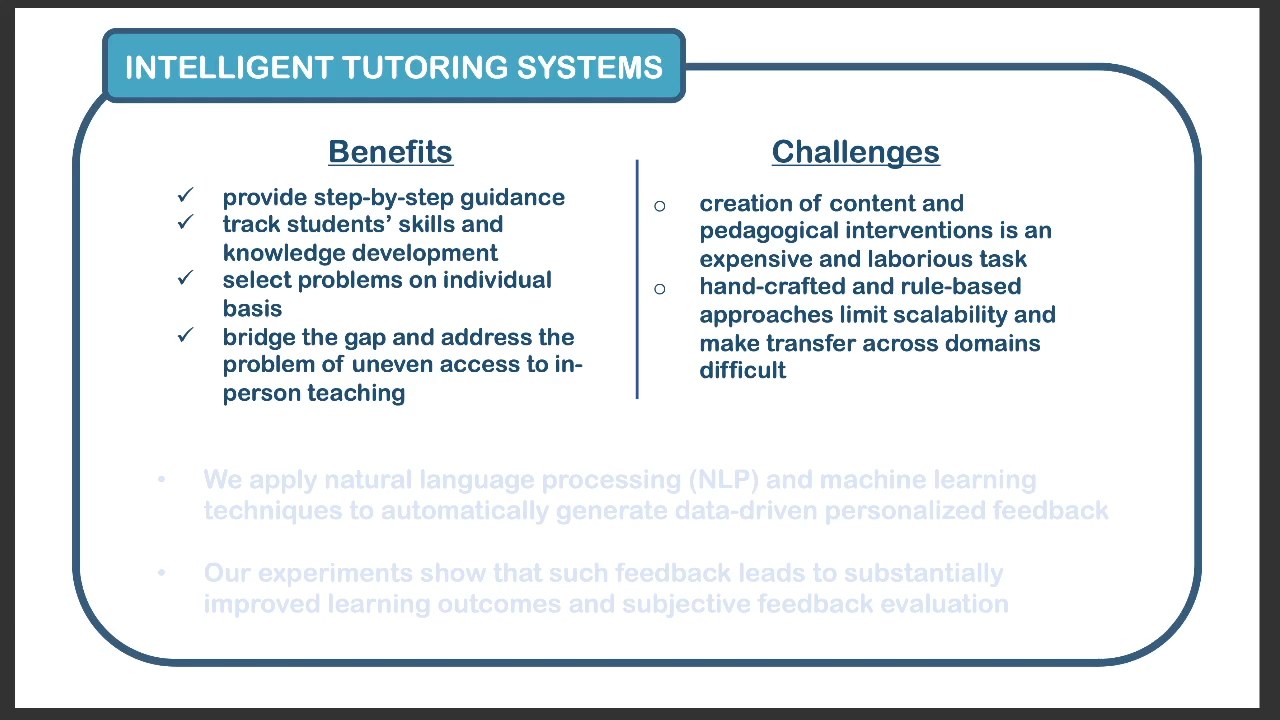 INTELLIGENT TUTORING SYSTEMS
Benefits
✓ provide step-by-step guidance
✓ track students’ skills and
knowledge development
✓ select problems on individual
basis
✓ bridge the gap and address the
problem of uneven access to in-
person teaching
Challenges
o creation of content and
pedagogical interventions is an
expensive and laborious task
o hand-crafted and rule-based
approaches limit scalability and
make transfer across domains
difficult
• We apply natural language processing (NLP) and machine learning
techniques to automatically generate data-driven personalized feedback
• Our experiments show that such feedback leads to substantially
improved learning outcomes and subjective feedback evaluation